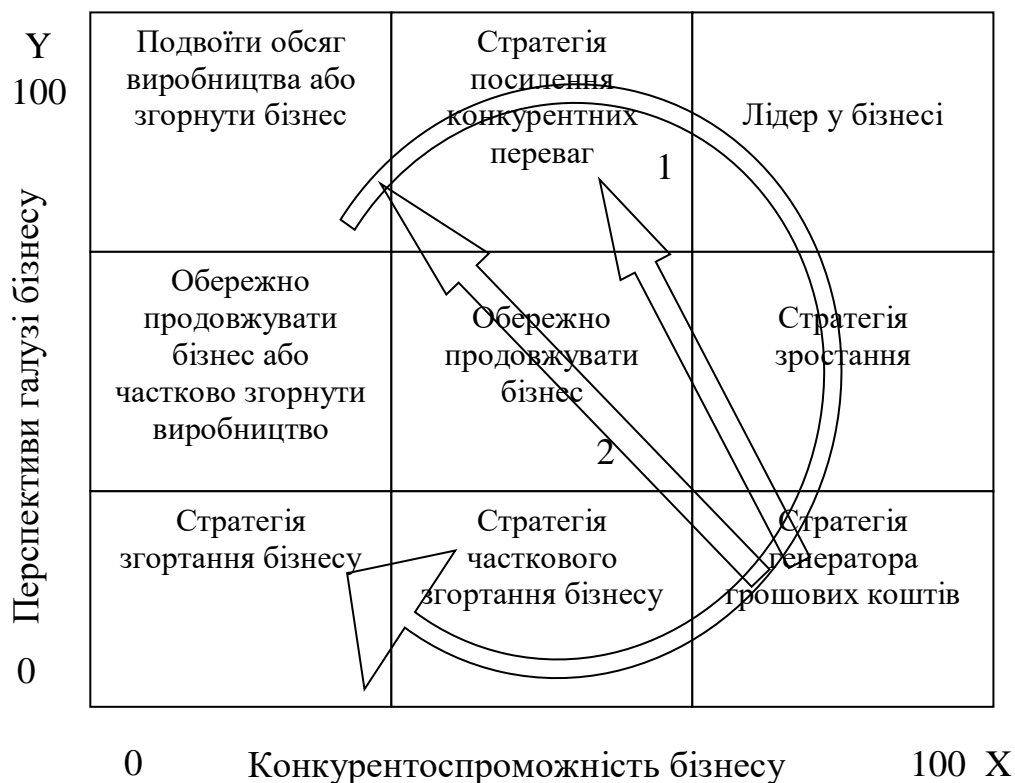 Y
100
Перспективи галузі бізнесу
0
Подвоїти обсяг
виробництва або
згорнути бізнес
Стратегія
посилення
конкурентних
переваг
1
Лідер у бізнесі
Обережно
продовжувати
бізнес або
частково згорнути
виробництво
Обережно
продовжувати
бізнес
2
Стратегія
зростання
Стратегія
згортання бізнесу
Стратегія
часткового
згортання бізнесу
Стратегія
генератора
грошових коштів
0
Конкурентоспроможність бізнесу
100 X